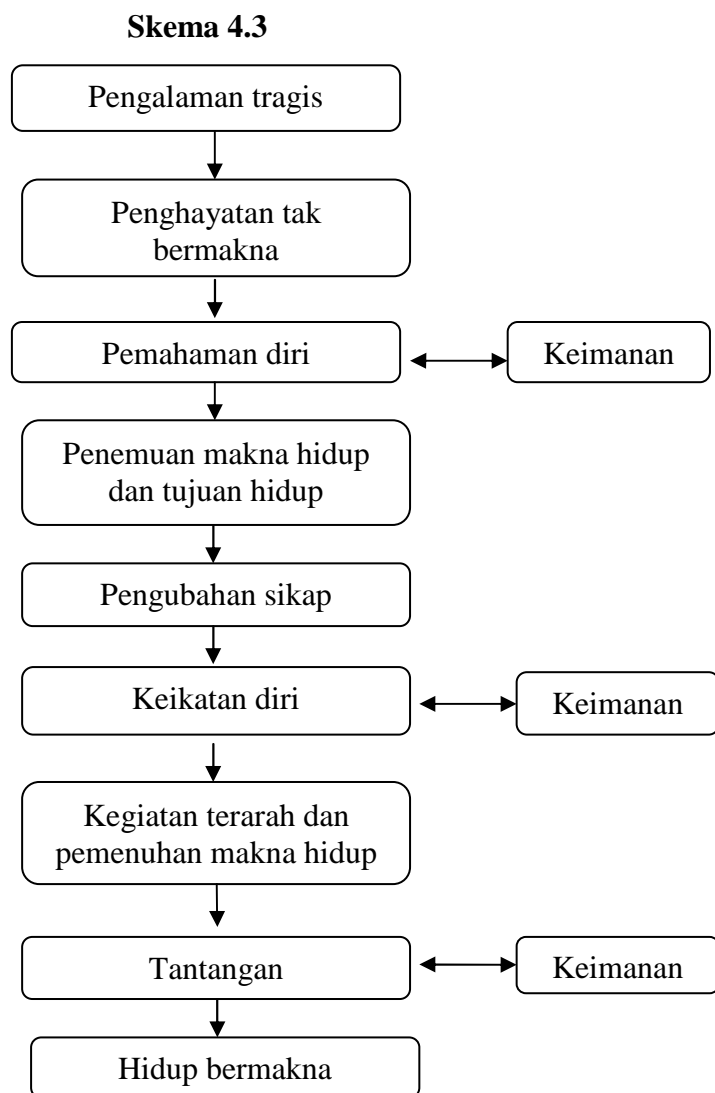 Skema 4.3
Pengalaman tragis
Penghayatan tak
bermakna
Pemahaman diri
Keimanan
Penemuan makna hidup
dan tujuan hidup
Pengubahan sikap
Keikatan diri
Keimanan
Kegiatan terarah dan
pemenuhan makna hidup
Tantangan
Keimanan
Hidup bermakna